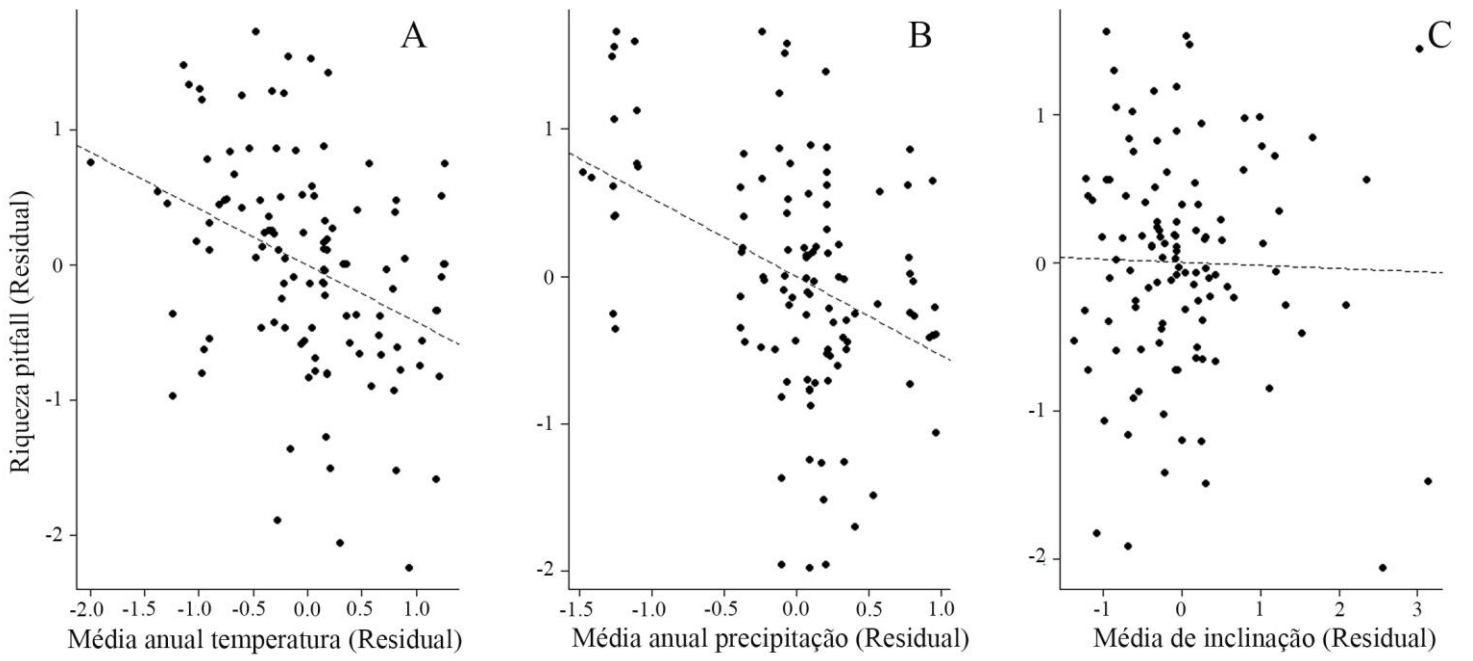 A
B
C
Riqueza pitfall (Residual)
1
0
-1
-2
-2.0 -1.5 -1.0 -0.5 0.0 0.5 1.0
Média anual temperatura (Residual)
1
0
-1
-2
-1.5 -1.0 -0.5 0.0 0.5 1.0
Média anual precipitação (Residual)
1
0
-1
-2
-1 0 1 2 3
Média de inclinação (Residual)